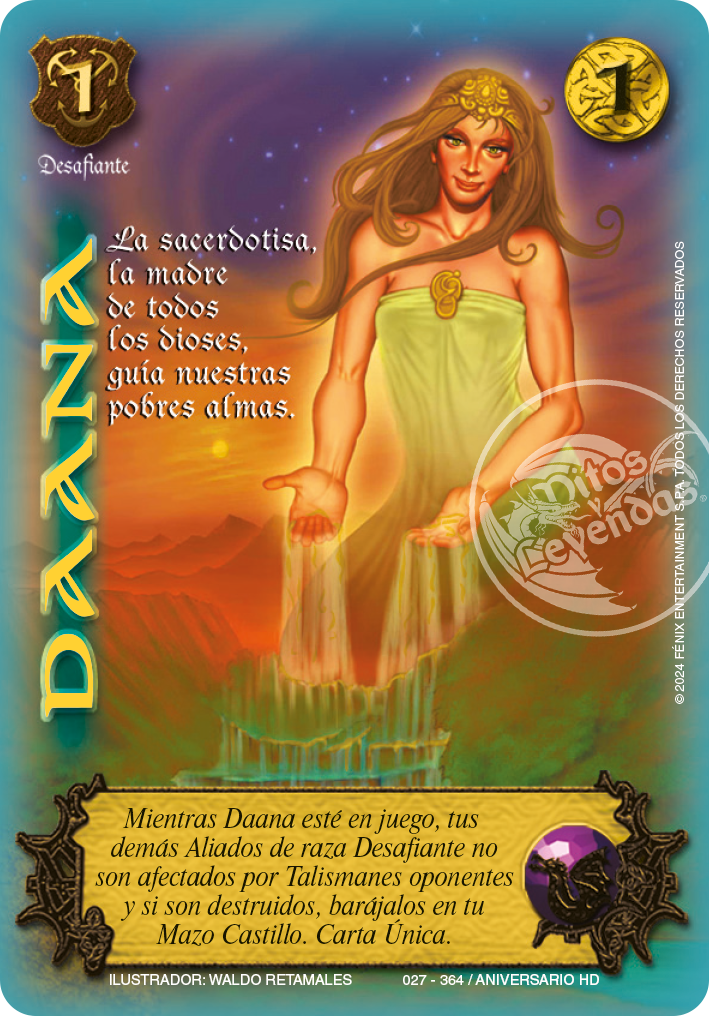 1
1
Desafiante
DAANA
La sacerdotisa,
la madre
de todos
los dioses,
guía nuestras
pobres almas.
Mitos
y
Leyendas
®
© 2024 FÉNIX ENTERTAINMENT S.P.A. TODOS LOS DERECHOS RESERVADOS
Mientras Daana esté en juego, tus
demás Aliados de raza Desafiante no
son afectados por Talismanes oponentes
y si son destruidos, barájalos en tu
Mazo Castillo. Carta Única.
ILUSTRADOR: WALDO RETAMALES
027 - 364 / ANIVERSARIO HD